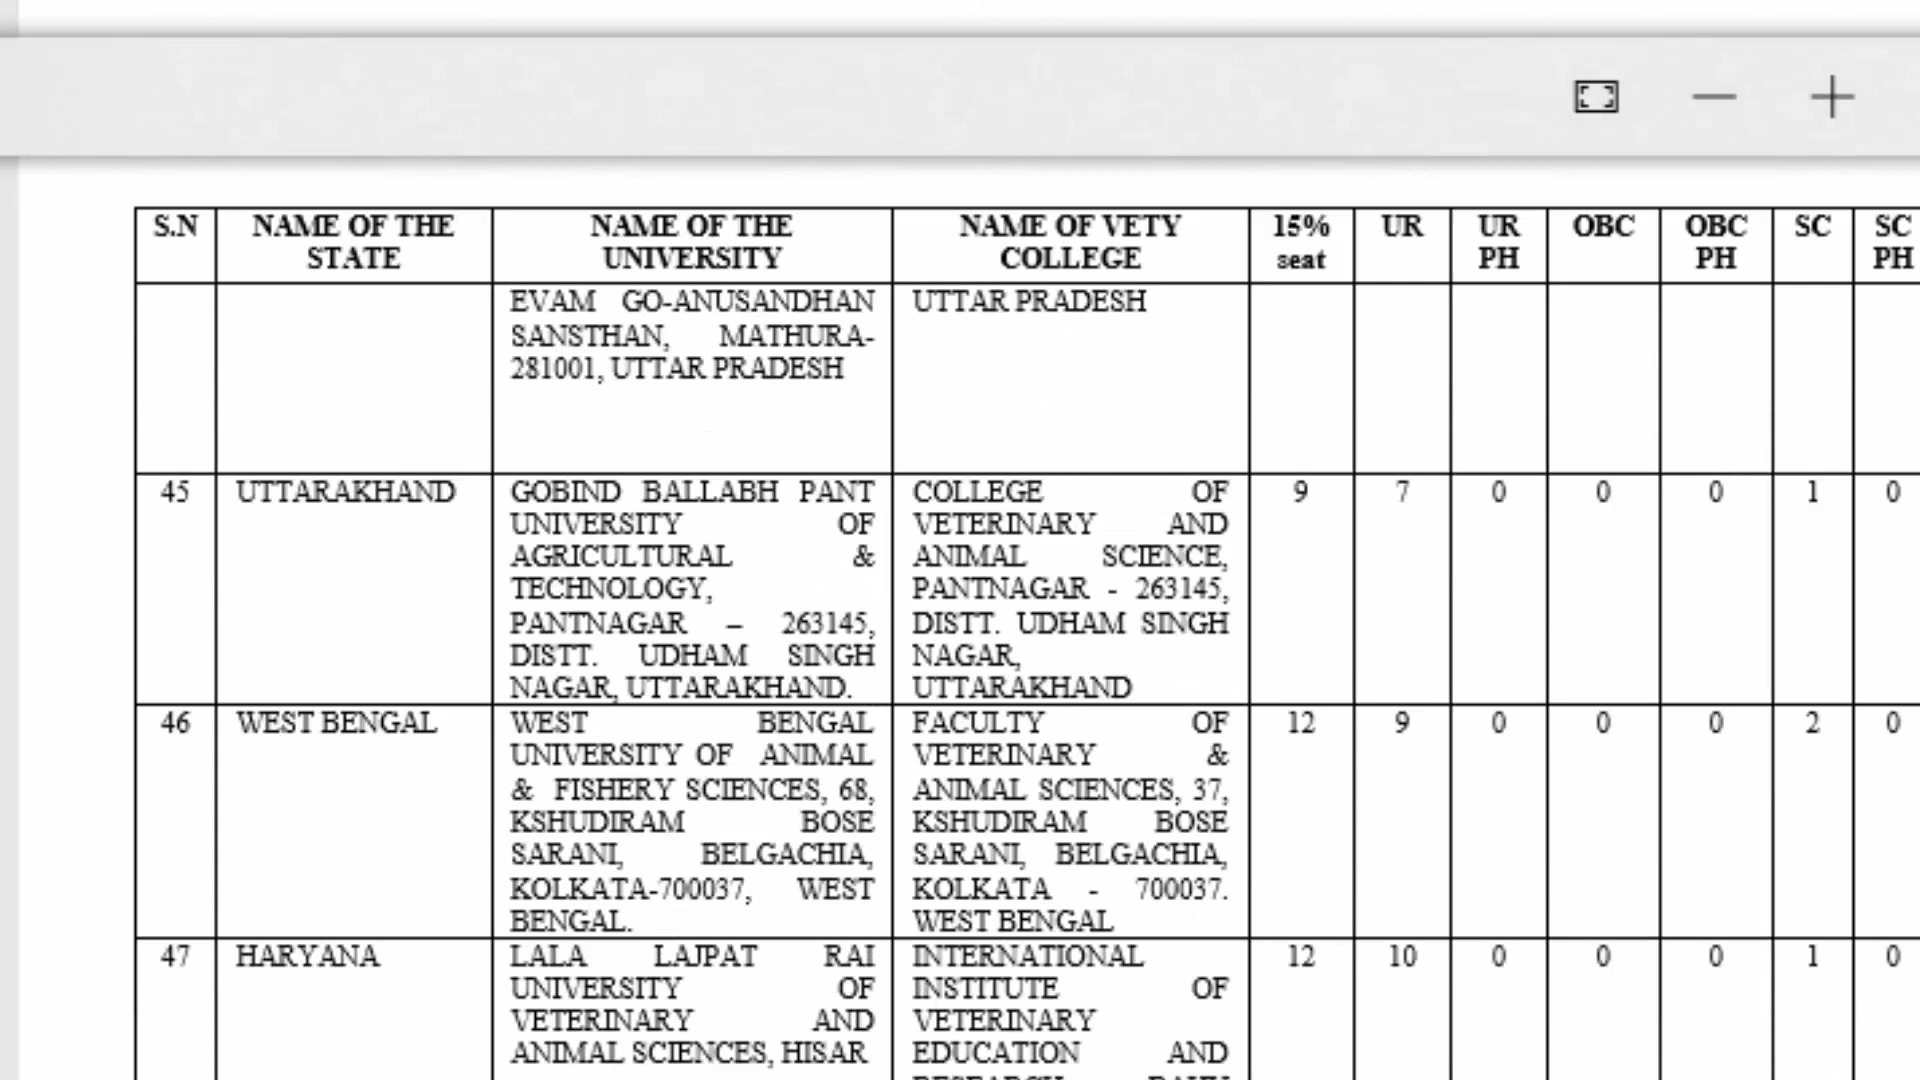 S.N NAME OF THE STATE NAME OF THE UNIVERSITY NAME OF VETY COLLEGE 15% seat UR UR PH OBC OBC PH SC SC PH
EVAM GO-ANUSANDHAN
SANSTHAN, MATHURA-
281001, UTTAR PRADESH
UTTAR PRADESH
45
UTTARAKHAND
GOBIND BALLABH PANT
UNIVERSITY OF
AGRICULTURAL &
TECHNOLOGY,
PANTNAGAR – 263145,
DISTT. UDHAM SINGH
NAGAR, UTTARAKHAND.
COLLEGE OF
VETERINARY AND
ANIMAL SCIENCE,
PANTNAGAR - 263145,
DISTT. UDHAM SINGH
NAGAR,
UTTARAKHAND
9 7 0 0 0 1 0
46
WEST BENGAL
WEST BENGAL
UNIVERSITY OF ANIMAL
& FISHERY SCIENCES, 68,
KSHUDIRAM BOSE
SARANI, BELGACHIA,
KOLKATA-700037, WEST
BENGAL.
FACULTY OF
VETERINARY &
ANIMAL SCIENCES, 37,
KSHUDIRAM BOSE
SARANI, BELGACHIA,
KOLKATA - 700037.
WEST BENGAL
12 9 0 0 0 2 0
47
HARYANA
LALA LAJPAT RAI
UNIVERSITY OF
VETERINARY AND
ANIMAL SCIENCES, HISAR
INTERNATIONAL
INSTITUTE OF
VETERINARY
EDUCATION AND
12 10 0 0 0 1 0